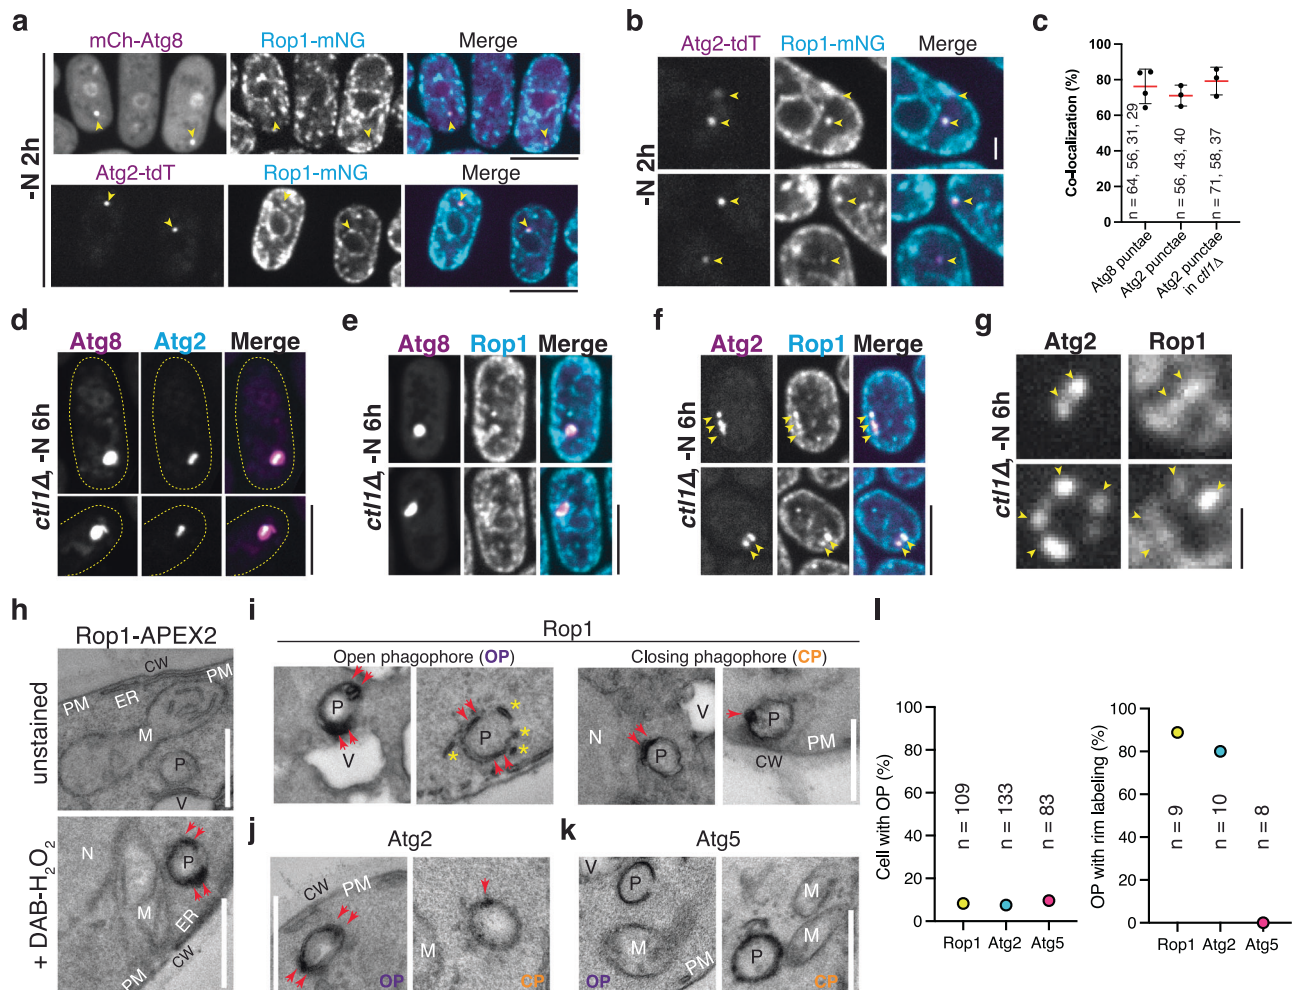 a
mCh-Atg8 Rop1-mNG Merge
-N 2h
Atg2-tdT Rop1-mNG Merge
b
Atg2-tdT Rop1-mNG Merge
-N 2h
c
Co-localization (%)
100
80
60
40
20
0
n = 64, 56, 31, 29
n = 56, 43, 40
n = 71, 58, 37
Atg8 puntae
Atg2 punctae
Atg2 punctae
in ctl1Δ
d
Atg8 Atg2 Merge
ctl1Δ, -N 6h
e
Atg8 Rop1 Merge
ctl1Δ, -N 6h
f
Atg2 Rop1 Merge
ctl1Δ, -N 6h
g
Atg2 Rop1
ctl1Δ, -N 6h
h
Rop1-APEX2
unstained
CW
PM
ER
PM
M
P
V
+ DAB-H2O2
N
P
M
ER
PM
CW
i
Rop1
Open phagophore (OP)
P
V
P
* * * *
Closing phagophore (CP)
N
V
P
P
PM
CW
j
Atg2
CW
PM
OP
M
CP
k
Atg5
V
P
M
PM
OP
M
M
P
CP
l
Cell with OP (%)
100
80
60
40
20
0
n = 109
n = 133
n = 83
Rop1 Atg2 Atg5
OP with rim labeling (%)
100
80
60
40
20
0
n = 9
n = 10
n = 8
Rop1 Atg2 Atg5